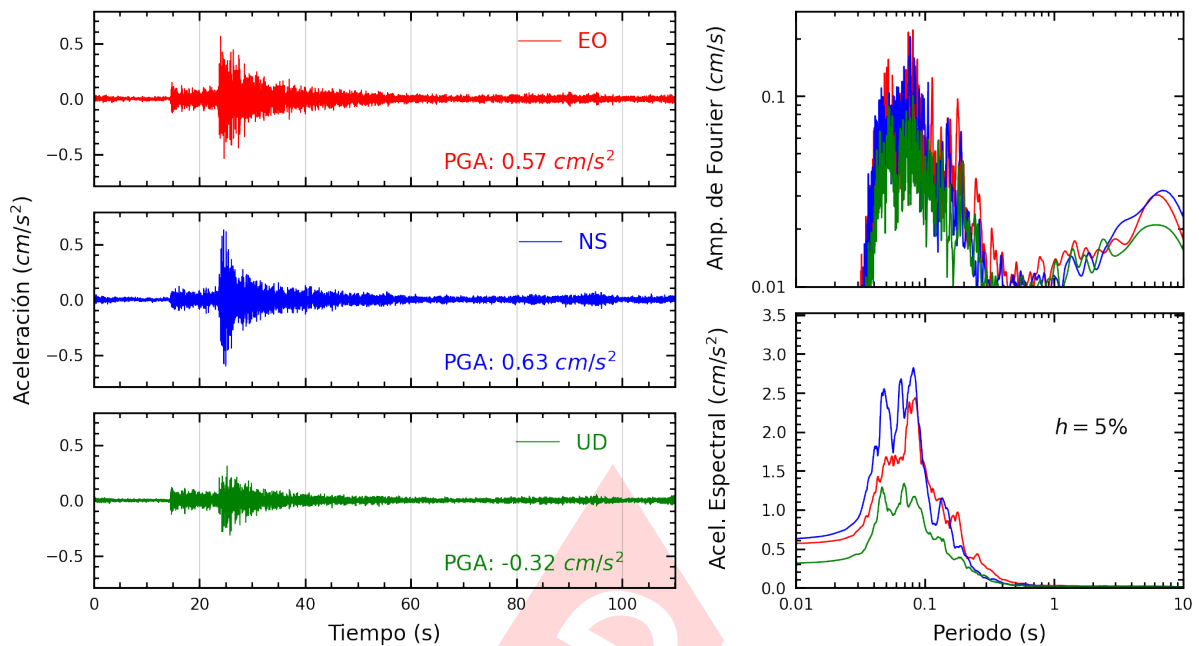 Aceleración (cm/s²)
0.5
0.0
−0.5
EO
PGA: 0.57 cm/s²
0.5
0.0
−0.5
NS
PGA: 0.63 cm/s²
0.5
0.0
−0.5
UD
PGA: -0.32 cm/s²
0 20 40 60 80 100
Tiempo (s)
Amp. de Fourier (cm/s)
0.1
0.01
Acel. Espectral (cm/s²)
3.5
3.0
2.5
2.0
1.5
1.0
0.5
0.0
h = 5%
0.01 0.1 1 10
Periodo (s)